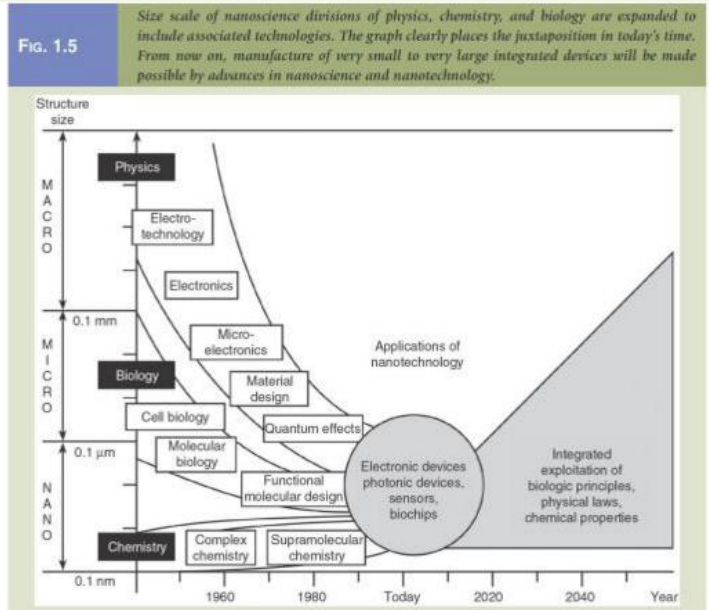 FIG. 1.5
Size scale of nanoscience divisions of physics, chemistry, and biology are expanded to
include associated technologies. The graph clearly places the juxtaposition in today's time.
From now on, manufacture of very small to very large integrated devices will be made
possible by advances in nanoscience and nanotechnology.
Structure
size
MACRO
Physics
Electro-
technology
Electronics
0.1 mm
MICRO
Micro-
electronics
Applications of
nanotechnology
Biology
Material
design
Cell biology
Quantum effects
0.1 µm
Molecular
biology
NANO
Functional
molecular design
Electronic devices
photonic devices,
sensors,
biochips
Integrated
exploitation of
biologic principles,
physical laws,
chemical properties
Chemistry
Complex
chemistry
Supramolecular
chemistry
0.1 nm
1960 1980 Today 2020 2040 Year